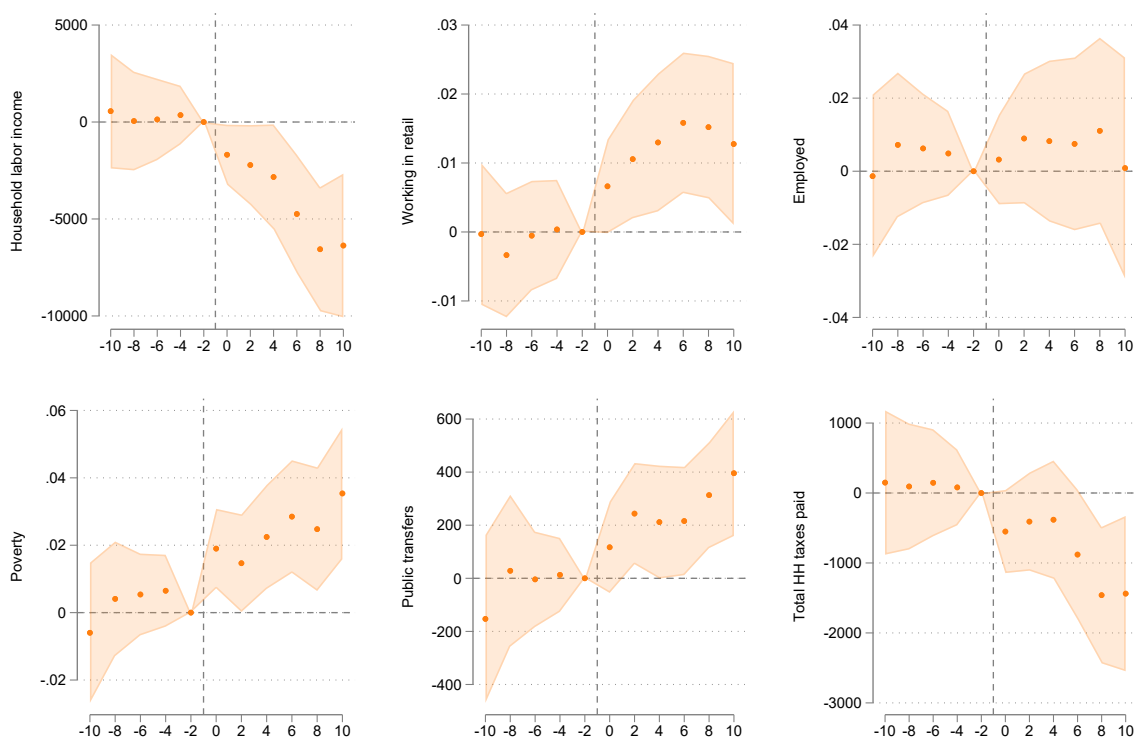 Household labor income
5000
0
-5000
-10000
-10 -8 -6 -4 -2 0 2 4 6 8 10
Working in retail
.03
.02
.01
0
-.01
-10 -8 -6 -4 -2 0 2 4 6 8 10
Employed
.04
.02
0
-.02
-.04
-10 -8 -6 -4 -2 0 2 4 6 8 10
Poverty
.06
.04
.02
0
-.02
-10 -8 -6 -4 -2 0 2 4 6 8 10
Public transfers
600
400
200
0
-200
-400
-10 -8 -6 -4 -2 0 2 4 6 8 10
Total HH taxes paid
1000
0
-1000
-2000
-3000
-10 -8 -6 -4 -2 0 2 4 6 8 10